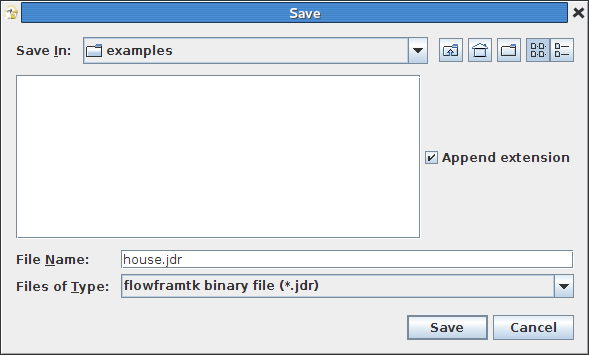 Save
Save In: examples
Append extension
File Name: house.jdr
Files of Type: flowframtk binary file (*.jdr)
Save Cancel